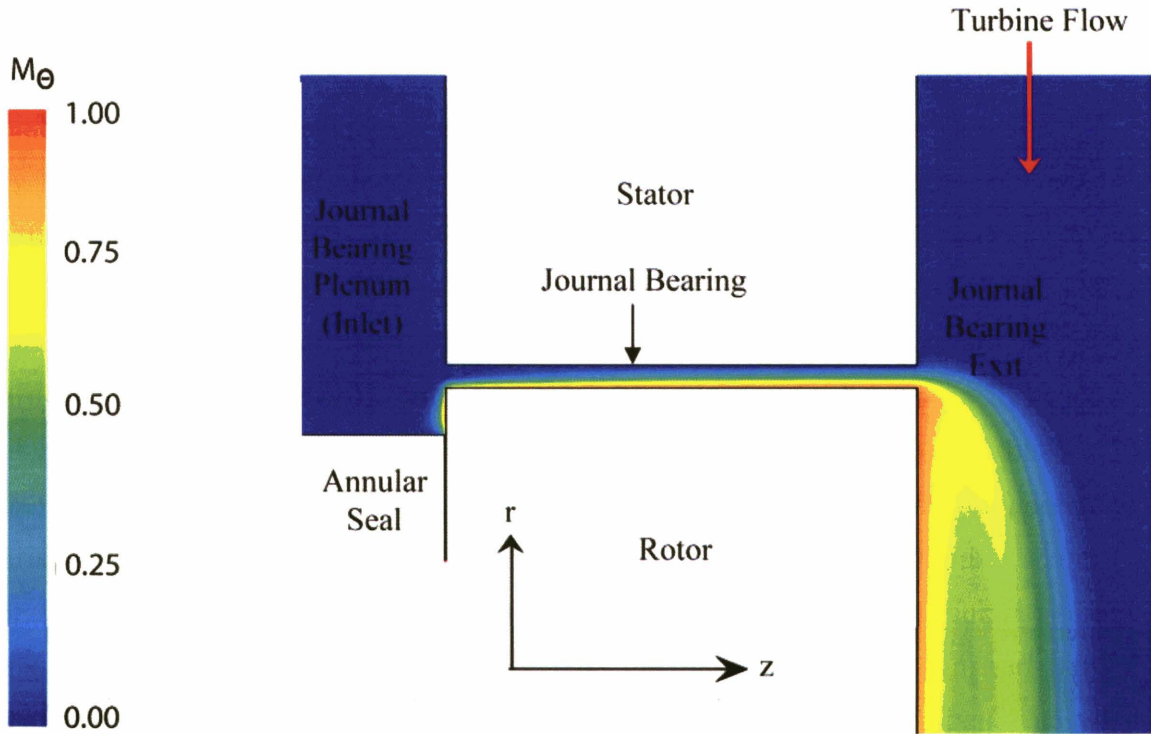 Turbine Flow
MΘ
1.00
0.75
0.50
0.25
0.00
Journal
Bearing
Plenum
(Inlet)
Stator
Journal Bearing
Journal
Bearing
Exit
Annular
Seal
r
Rotor
z